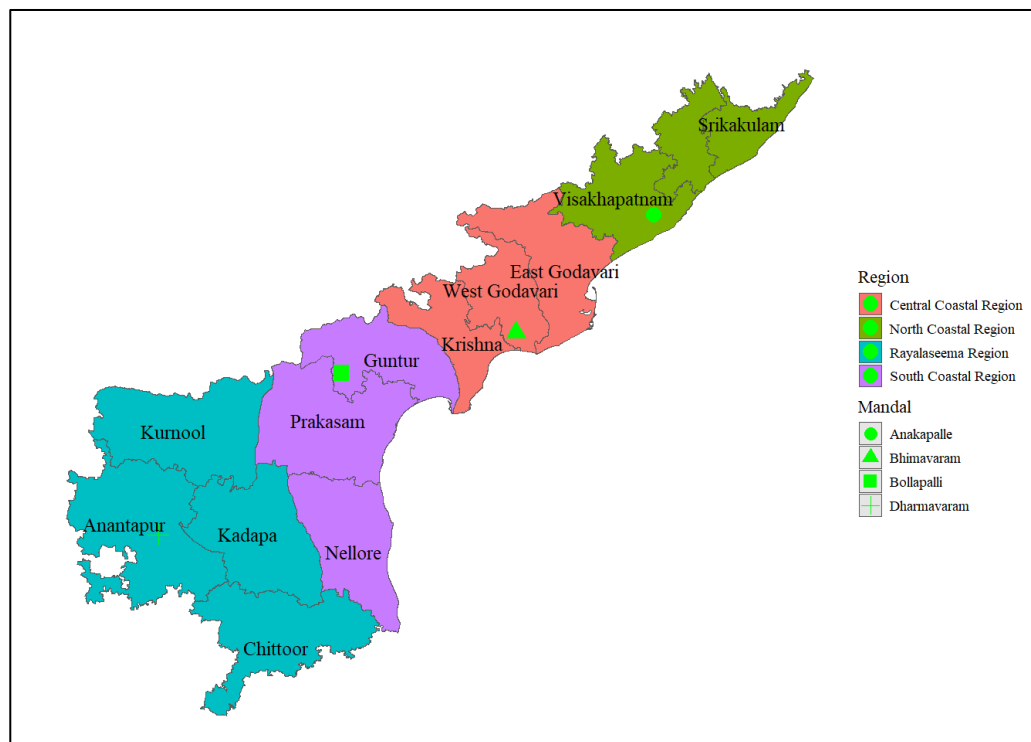 Srikakulam
Visakhapatnam
East Godavari
West Godavari
Krishna
Guntur
Prakasam
Kurnool
Anantapur
Kadapa
Nellore
Chittoor
Region
Central Coastal Region
North Coastal Region
Rayalaseema Region
South Coastal Region
Mandal
Anakapalle
Bhimavaram
Bollapalli
Dharmavaram